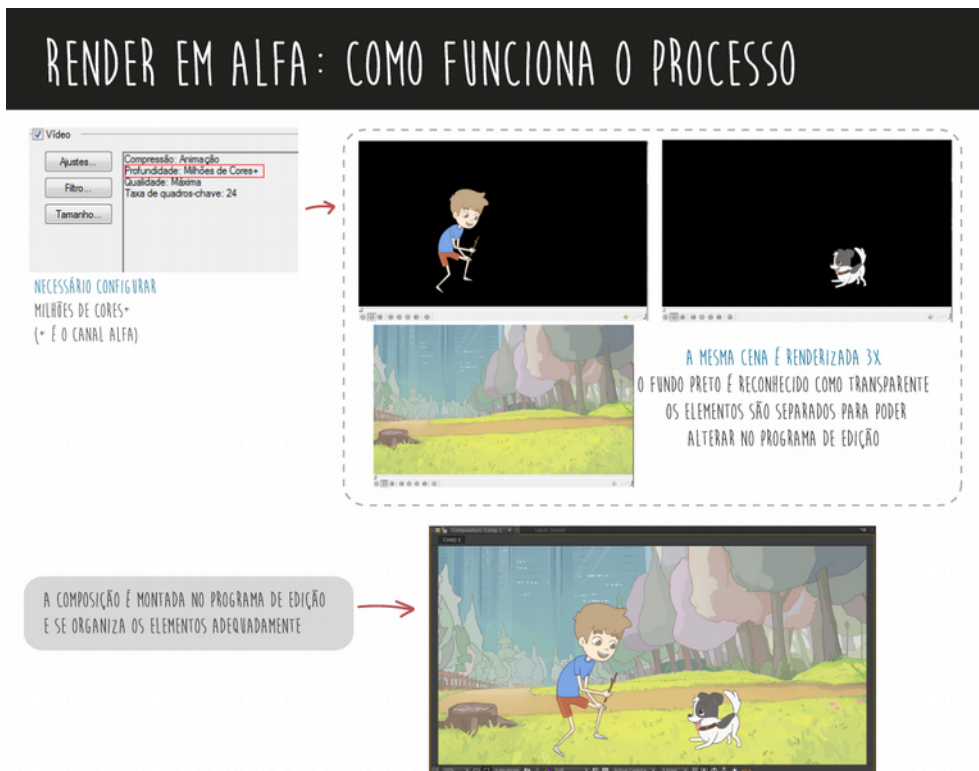 RENDER EM ALFA: COMO FUNCIONA O PROCESSO
Vídeo
Ajustes...
Filtro...
Tamanho...
Compressão: Animação
Profundidade: Milhões de Cores+
Qualidade: Máxima
Taxa de quadros-chave: 24
NECESSÁRIO CONFIGURAR
MILHÕES DE CORES+
(+ É O CANAL ALFA)
A MESMA CENA É RENDERIZADA 3X
O FUNDO PRETO É RECONHECIDO COMO TRANSPARENTE
OS ELEMENTOS SÃO SEPARADOS PARA PODER
ALTERAR NO PROGRAMA DE EDIÇÃO
A COMPOSIÇÃO É MONTADA NO PROGRAMA DE EDIÇÃO
E SE ORGANIZA OS ELEMENTOS ADEQUADAMENTE